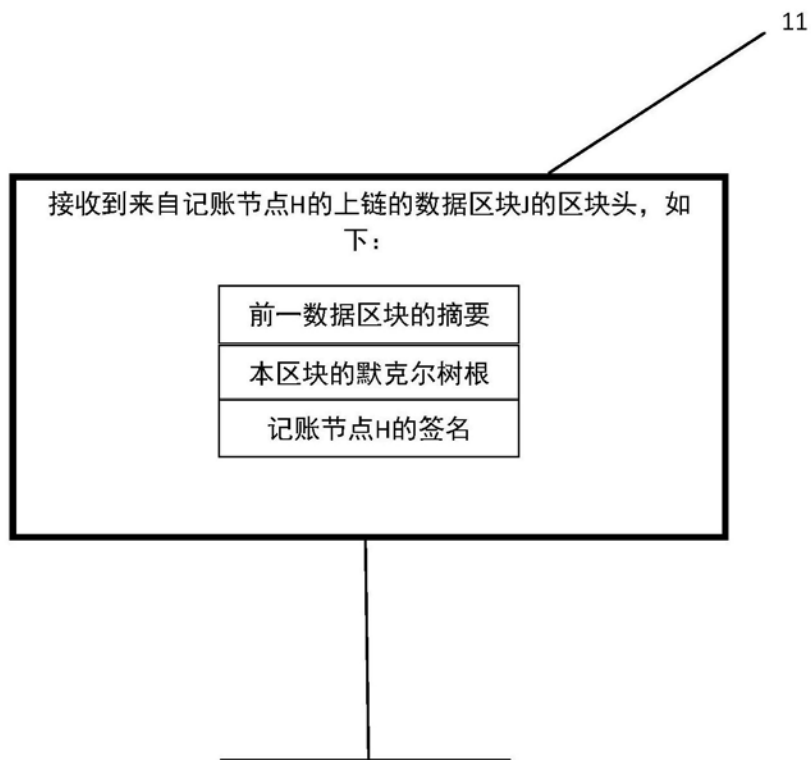 11
接收到来自记账节点H的上链的数据区块J的区块头，如
下：
前一数据区块的摘要
本区块的默克尔树根
记账节点H的签名